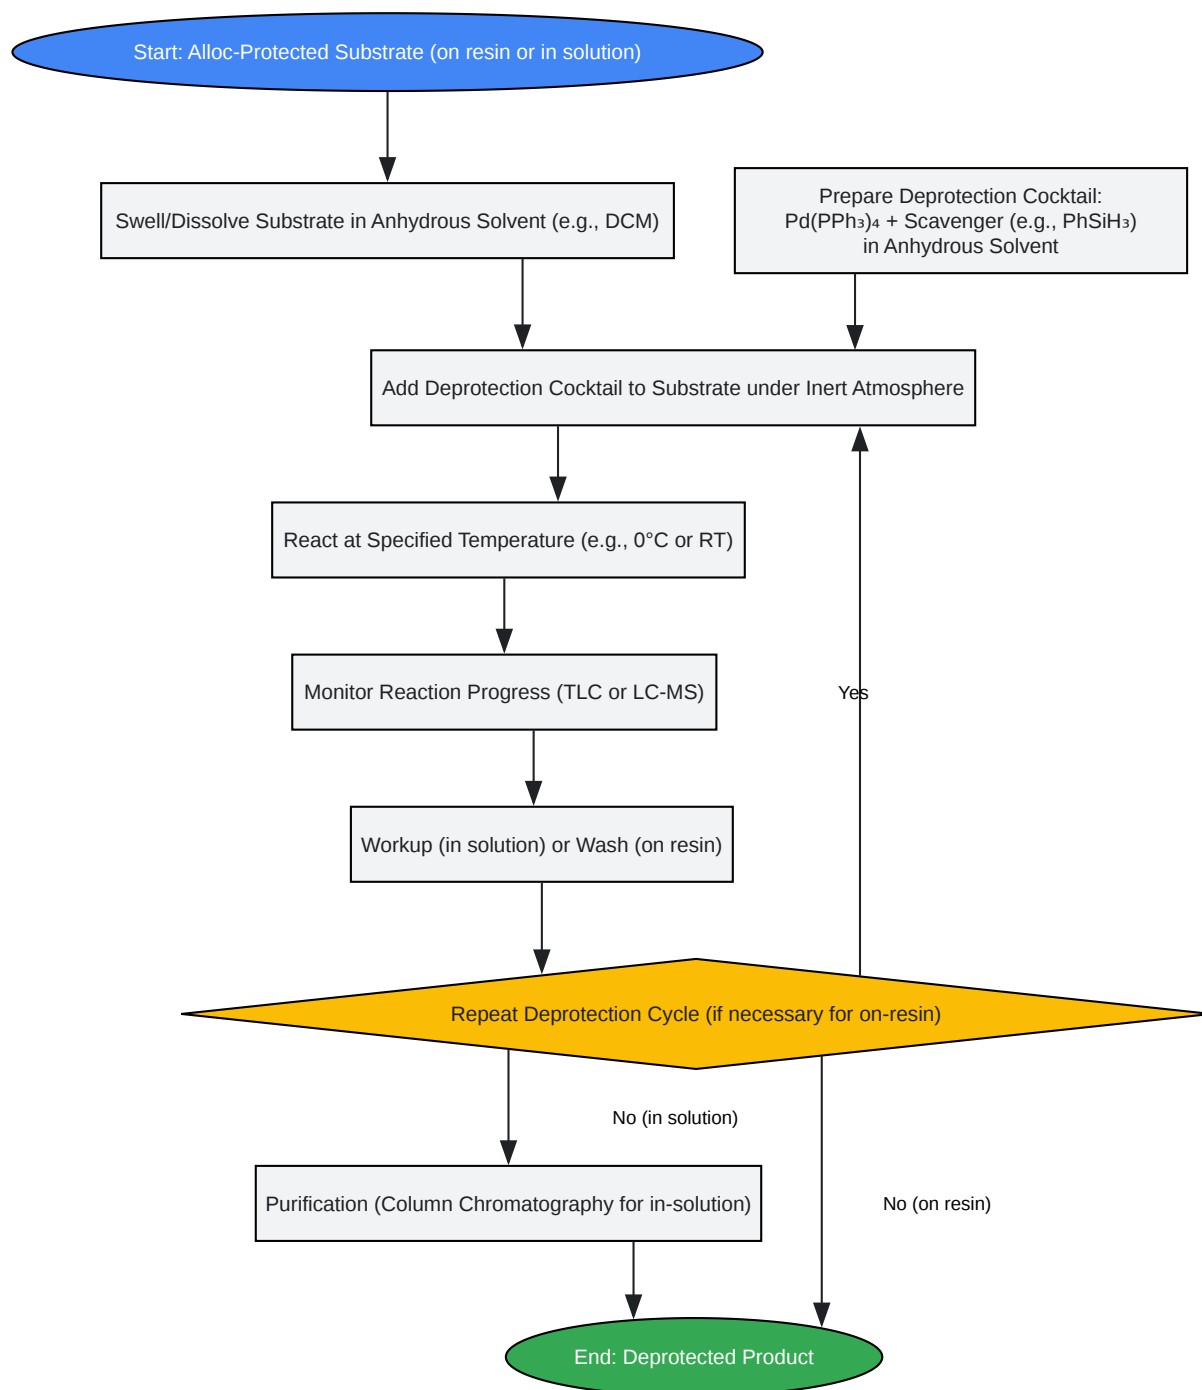 Start: Alloc-Protected Substrate (on resin or in solution)
Swell/Dissolve Substrate in Anhydrous Solvent (e.g., DCM)
Prepare Deprotection Cocktail:
Pd(PPh₃)₄ + Scavenger (e.g., PhSiH₃)
in Anhydrous Solvent
Add Deprotection Cocktail to Substrate under Inert Atmosphere
React at Specified Temperature (e.g., 0°C or RT)
Monitor Reaction Progress (TLC or LC-MS)
Yes
Workup (in solution) or Wash (on resin)
Repeat Deprotection Cycle (if necessary for on-resin)
No (in solution)
Purification (Column Chromatography for in-solution)
No (on resin)
End: Deprotected Product